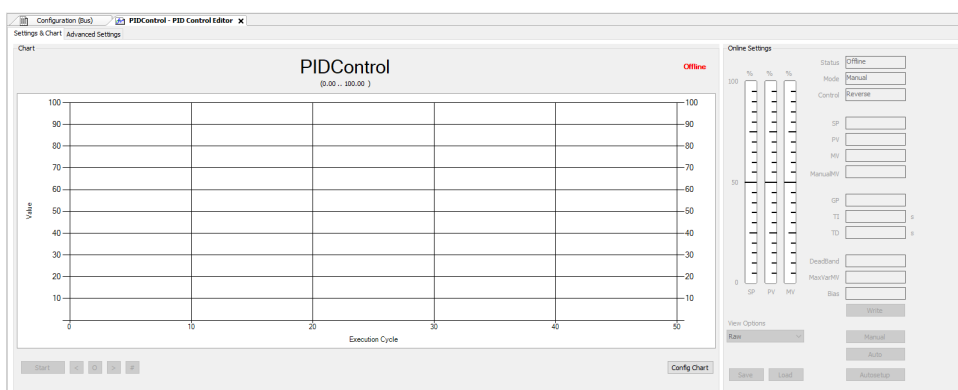 Configuration (Bus) PIDControl - PID Control Editor x
Settings & Chart Advanced Settings
Chart
PIDControl
(0.00 .. 100.00 )
Offline
100 100
90 90
80 80
70 70
60 60
50 50
40 40
30 30
20 20
10 10
Value
0 10 20 30 40 50
Execution Cycle
Start < 0 > # Config Chart
Online Settings
% % %
100
50
0
SP PV MV
Status Offline
Mode Manual
Control Reverse
SP
PV
MV
ManualMV
GP
TI s
TD s
DeadBand
MaxVarMV
Bias
Write
View Options
Raw
Manual
Auto
Save Load Autosetup